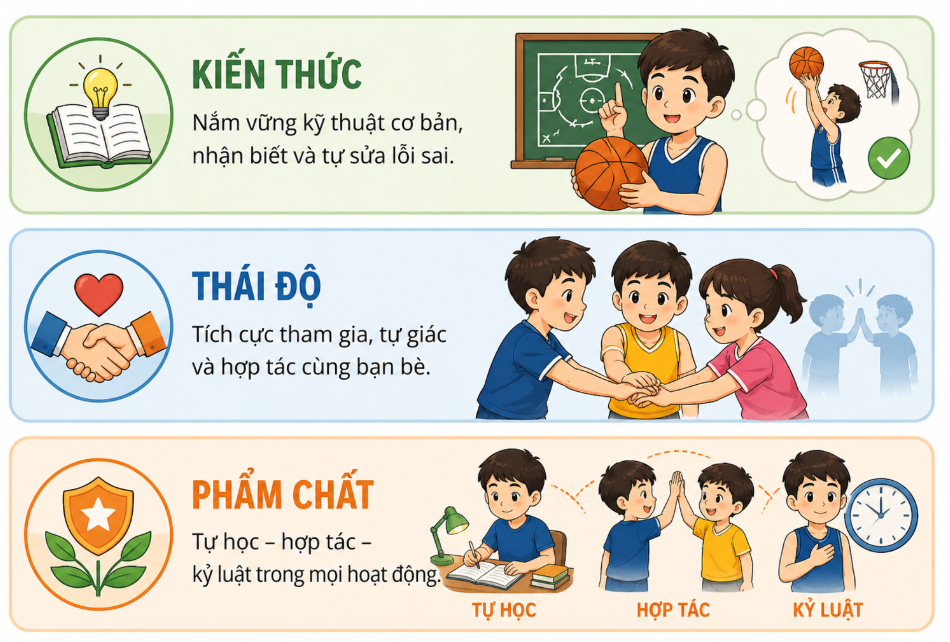 KIẾN THỨC
Nắm vững kỹ thuật cơ bản,
nhận biết và tự sửa lỗi sai.
THÁI ĐỘ
Tích cực tham gia, tự giác
và hợp tác cùng bạn bè.
PHẨM CHẤT
Tự học – hợp tác –
kỷ luật trong mọi hoạt động.
TỰ HỌC
HỢP TÁC
KỶ LUẬT